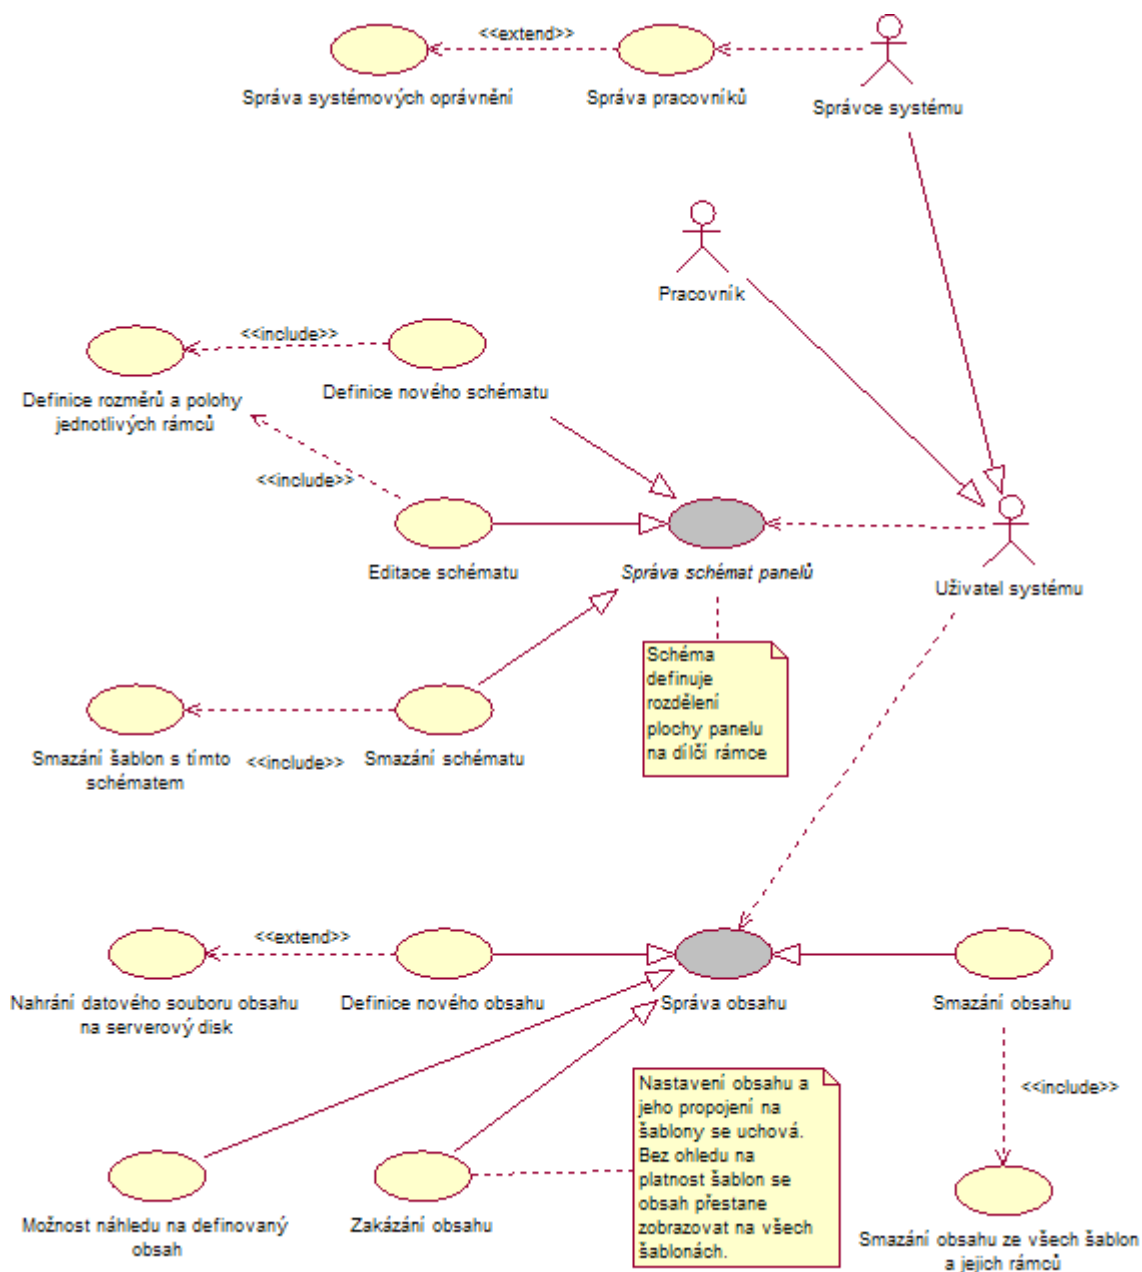 <<extend>>
Správa systémových oprávnění
Správa pracovníků
Správce systému
Pracovník
<<include>>
Definice rozměrů a polohy
jednotlivých rámců
Definice nového schématu
<<include>>
Editace schématu
Správa schémat panelů
Uživatel systému
Schéma
definuje
rozdělení
plochy panelu
na dílčí rámce
Smazání šablon s tímto
schématem
<<include>>
Smazání schématu
<<extend>>
Nahrání datového souboru obsahu
na serverový disk
Definice nového obsahu
Správa obsahu
Smazání obsahu
<<include>>
Nastavení obsahu a
jeho propojení na
šablony se uchová.
Bez ohledu na
platnost šablon se
obsah přestane
zobrazovat na všech
šablonách.
Možnost náhledu na definovaný
obsah
Zakázání obsahu
Smazání obsahu ze všech šablon
a jejich rámců